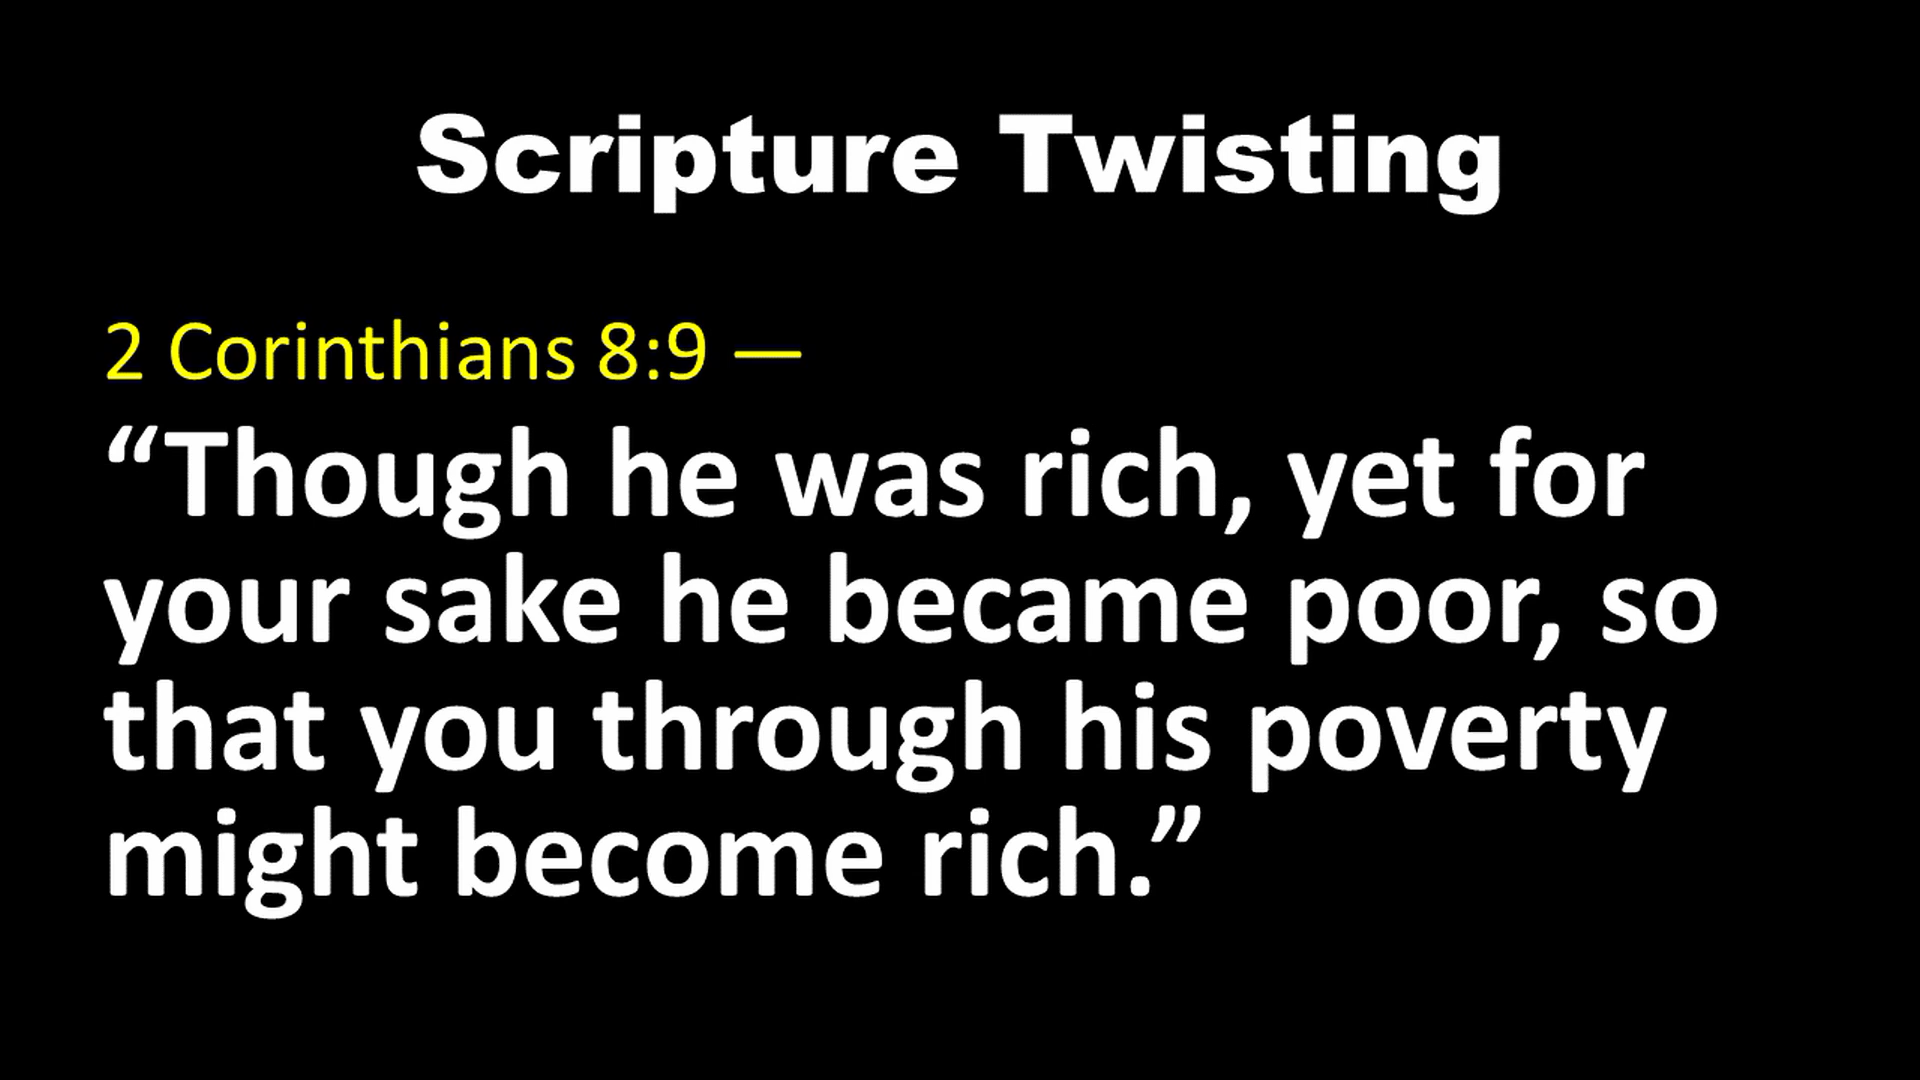 Scripture Twisting
2 Corinthians 8:9 —
“Though he was rich, yet for
your sake he became poor, so
that you through his poverty
might become rich.”